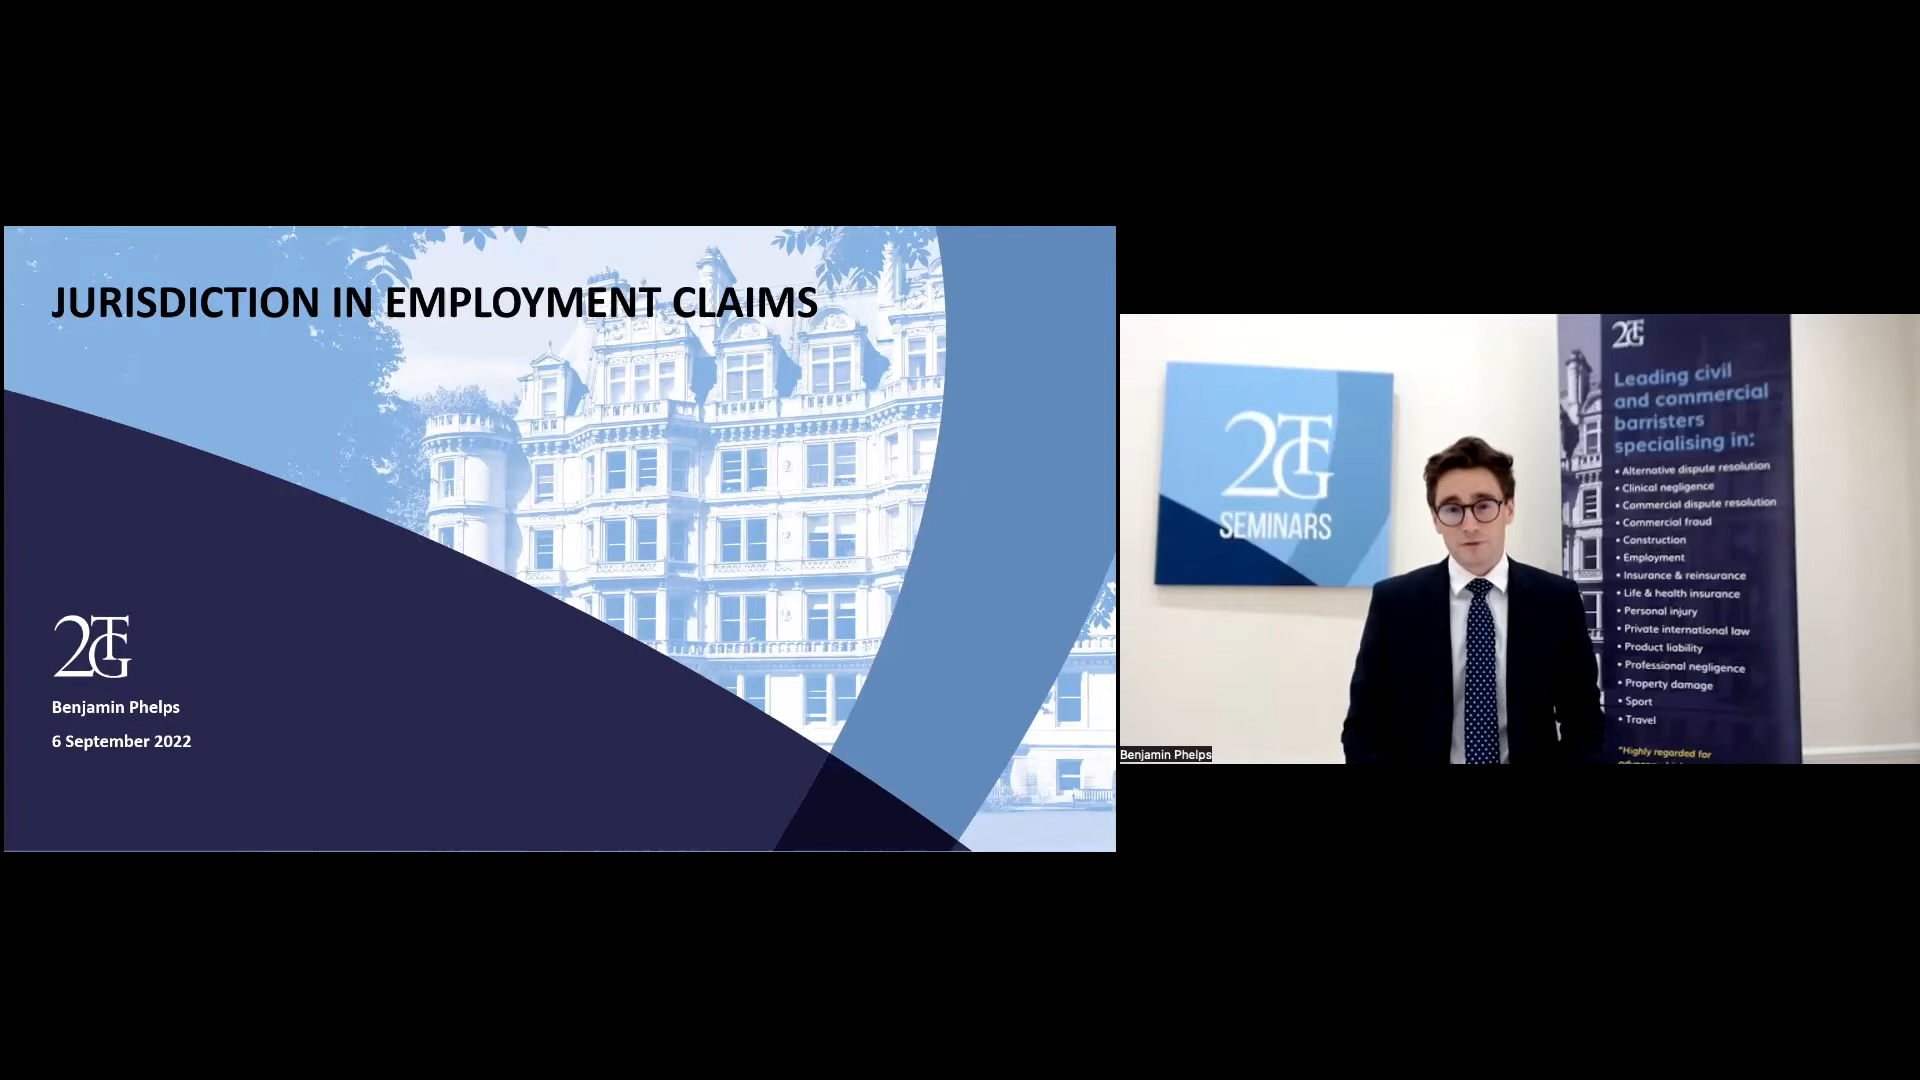 JURISDICTION IN EMPLOYMENT CLAIMS
2TG
Benjamin Phelps
6 September 2022
2TG
SEMINARS
2TG
Leading civil
and commercial
barristers
specialising in:
• Alternative dispute resolution
• Clinical negligence
• Commercial dispute resolution
• Commercial fraud
• Construction
• Employment
• Insurance & reinsurance
• Life & health insurance
• Personal injury
• Private international law
• Product liability
• Professional negligence
• Property damage
• Sport
• Travel
"Highly regarded for
Benjamin Phelps